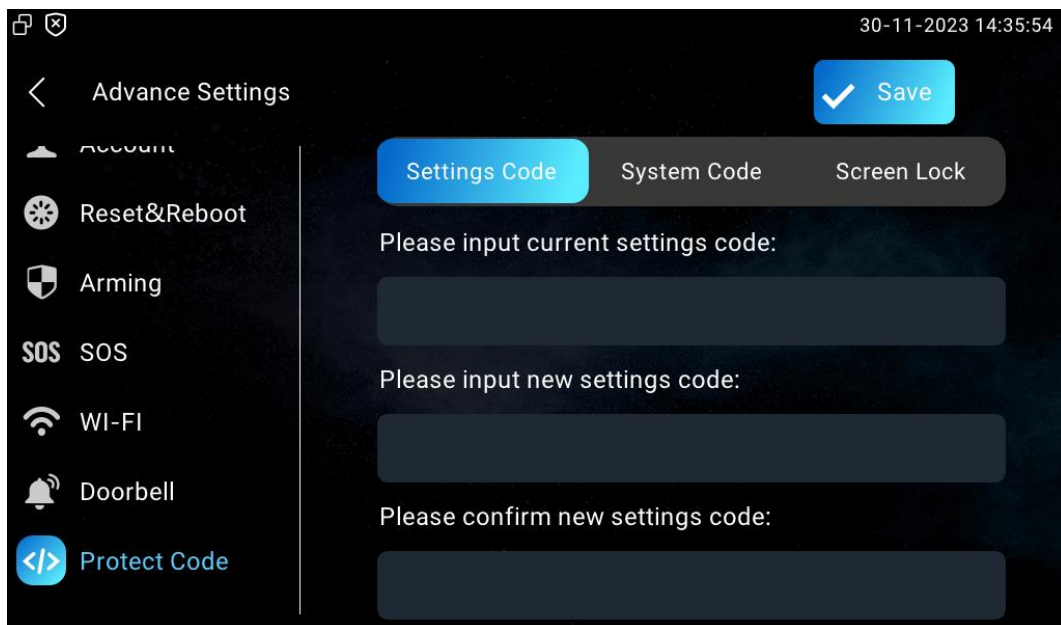 30-11-2023 14:35:54
Advance Settings
Save
Account
Reset&Reboot
Arming
SOS SOS
WI-FI
Doorbell
</> Protect Code
Settings Code
System Code
Screen Lock
Please input current settings code:
Please input new settings code:
Please confirm new settings code: